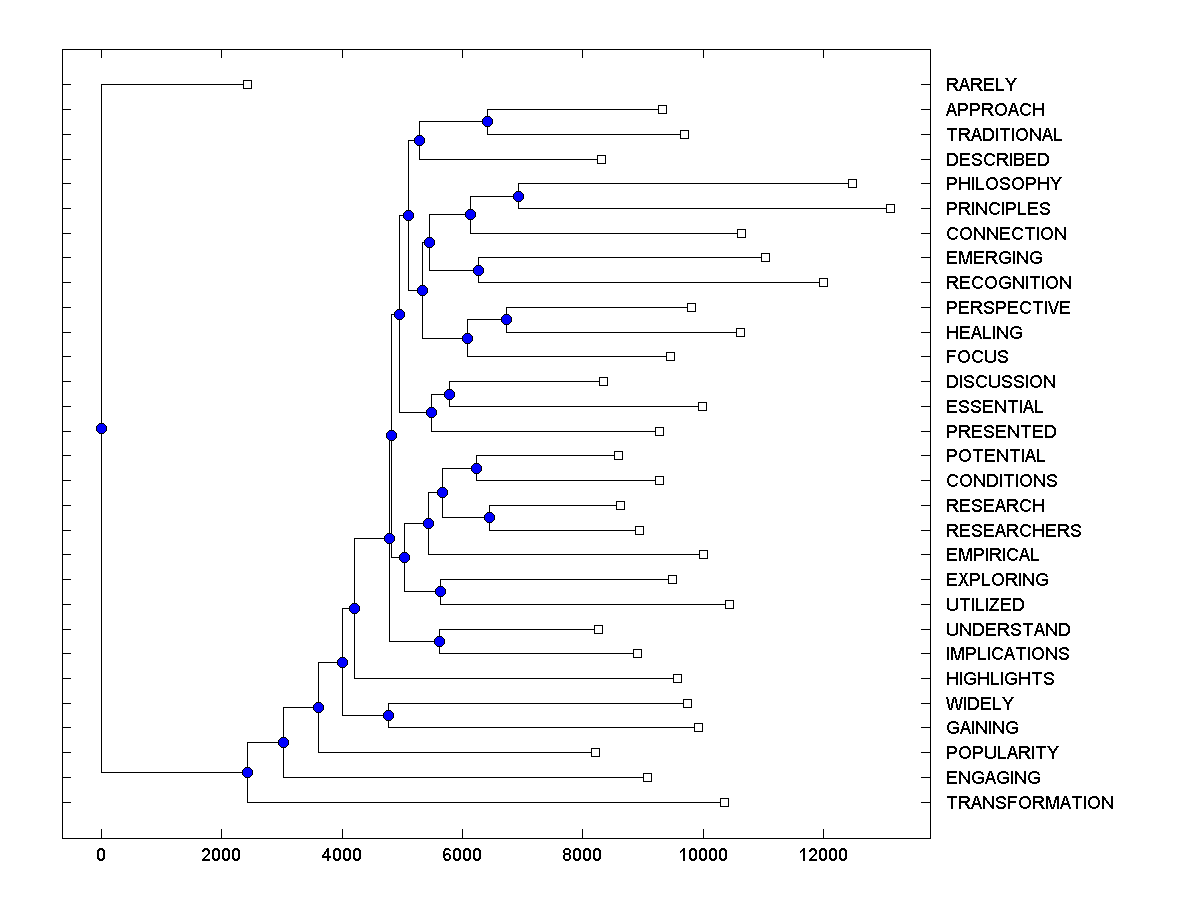 RARELY
APPROACH
TRADITIONAL
DESCRIBED
PHILOSOPHY
PRINCIPLES
CONNECTION
EMERGING
RECOGNITION
PERSPECTIVE
HEALING
FOCUS
DISCUSSION
ESSENTIAL
PRESENTED
POTENTIAL
CONDITIONS
RESEARCH
RESEARCHERS
EMPIRICAL
EXPLORING
UTILIZED
UNDERSTAND
IMPLICATIONS
HIGHLIGHTS
WIDELY
GAINING
POPULARITY
ENGAGING
TRANSFORMATION
0 2000 4000 6000 8000 10000 12000